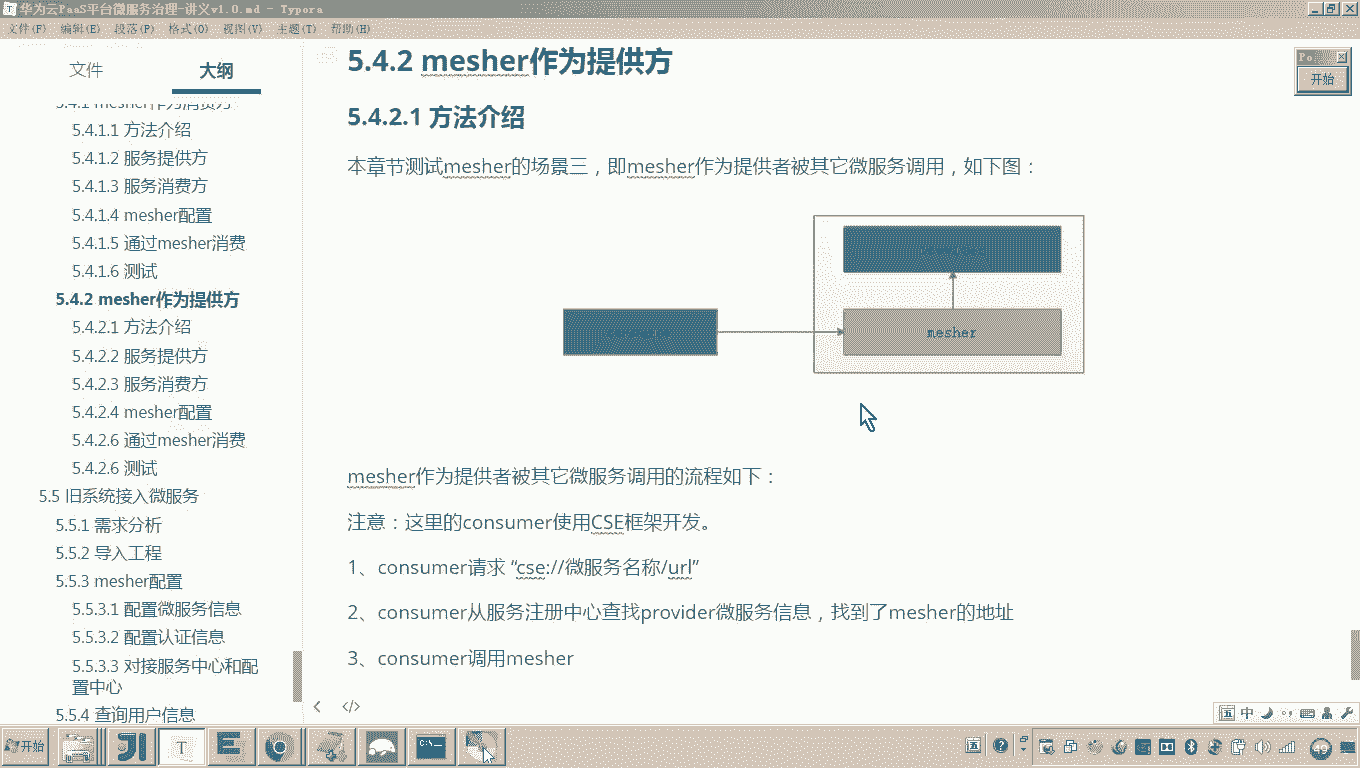 华为云PaaS平台微服务治理-讲义v1.0.md - Typora
文件(F) 编辑(E) 段落(P) 格式(O) 视图(V) 主题(T) 帮助(H)
文件 大纲
5.4.1 mesher作为消费方
5.4.1.1 方法介绍
5.4.1.2 服务提供方
5.4.1.3 服务消费方
5.4.1.4 mesher配置
5.4.1.5 通过mesher消费
5.4.1.6 测试
5.4.2 mesher作为提供方
5.4.2.1 方法介绍
5.4.2.2 服务提供方
5.4.2.3 服务消费方
5.4.2.4 mesher配置
5.4.2.6 通过mesher消费
5.4.2.6 测试
5.5 旧系统接入微服务
5.5.1 需求分析
5.5.2 导入工程
5.5.3 mesher配置
5.5.3.1 配置微服务信息
5.5.3.2 配置认证信息
5.5.3.3 对接服务中心和配
置中心
5.5.4 查询用户信息
5.4.2 mesher作为提供方
5.4.2.1 方法介绍
本章节测试mesher的场景三，即mesher作为提供者被其它微服务调用，如下图：
mesher
mesher作为提供者被其它微服务调用的流程如下：
注意：这里的consumer使用CSE框架开发。
1、consumer请求 “cse://微服务名称/url”
2、consumer从服务注册中心查找provider微服务信息，找到了mesher的地址
3、consumer调用mesher
Po
开始
开始
五 中
五
49